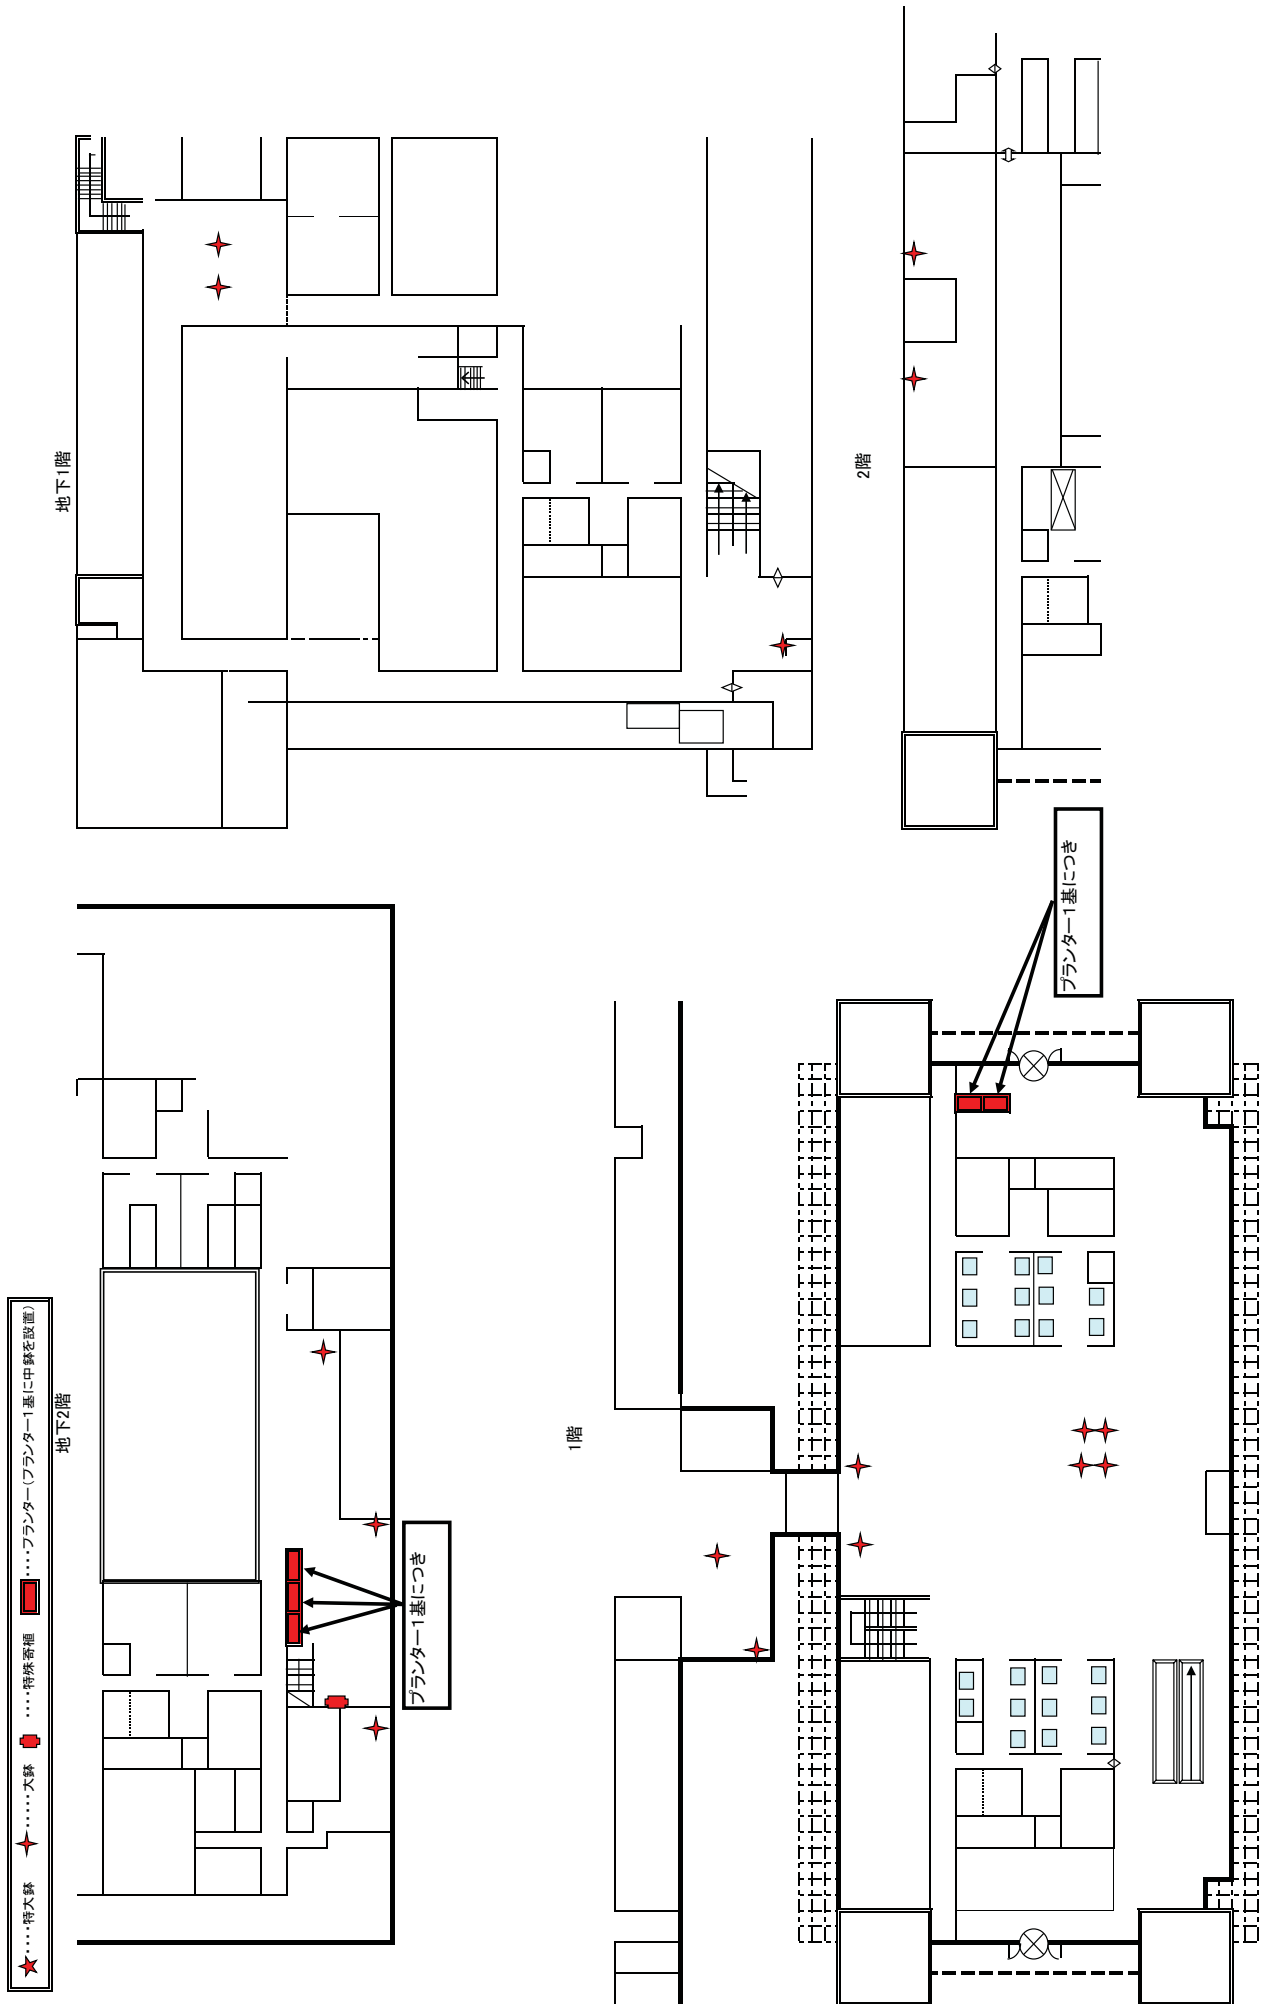 ★‥‥特大鉢 ‥‥‥大鉢 ‥‥特殊寄植 ‥‥プランター(プランター1基に中鉢を設置)
地下2階
プランター1基につき
地下1階
1階
プランター1基につき
2階